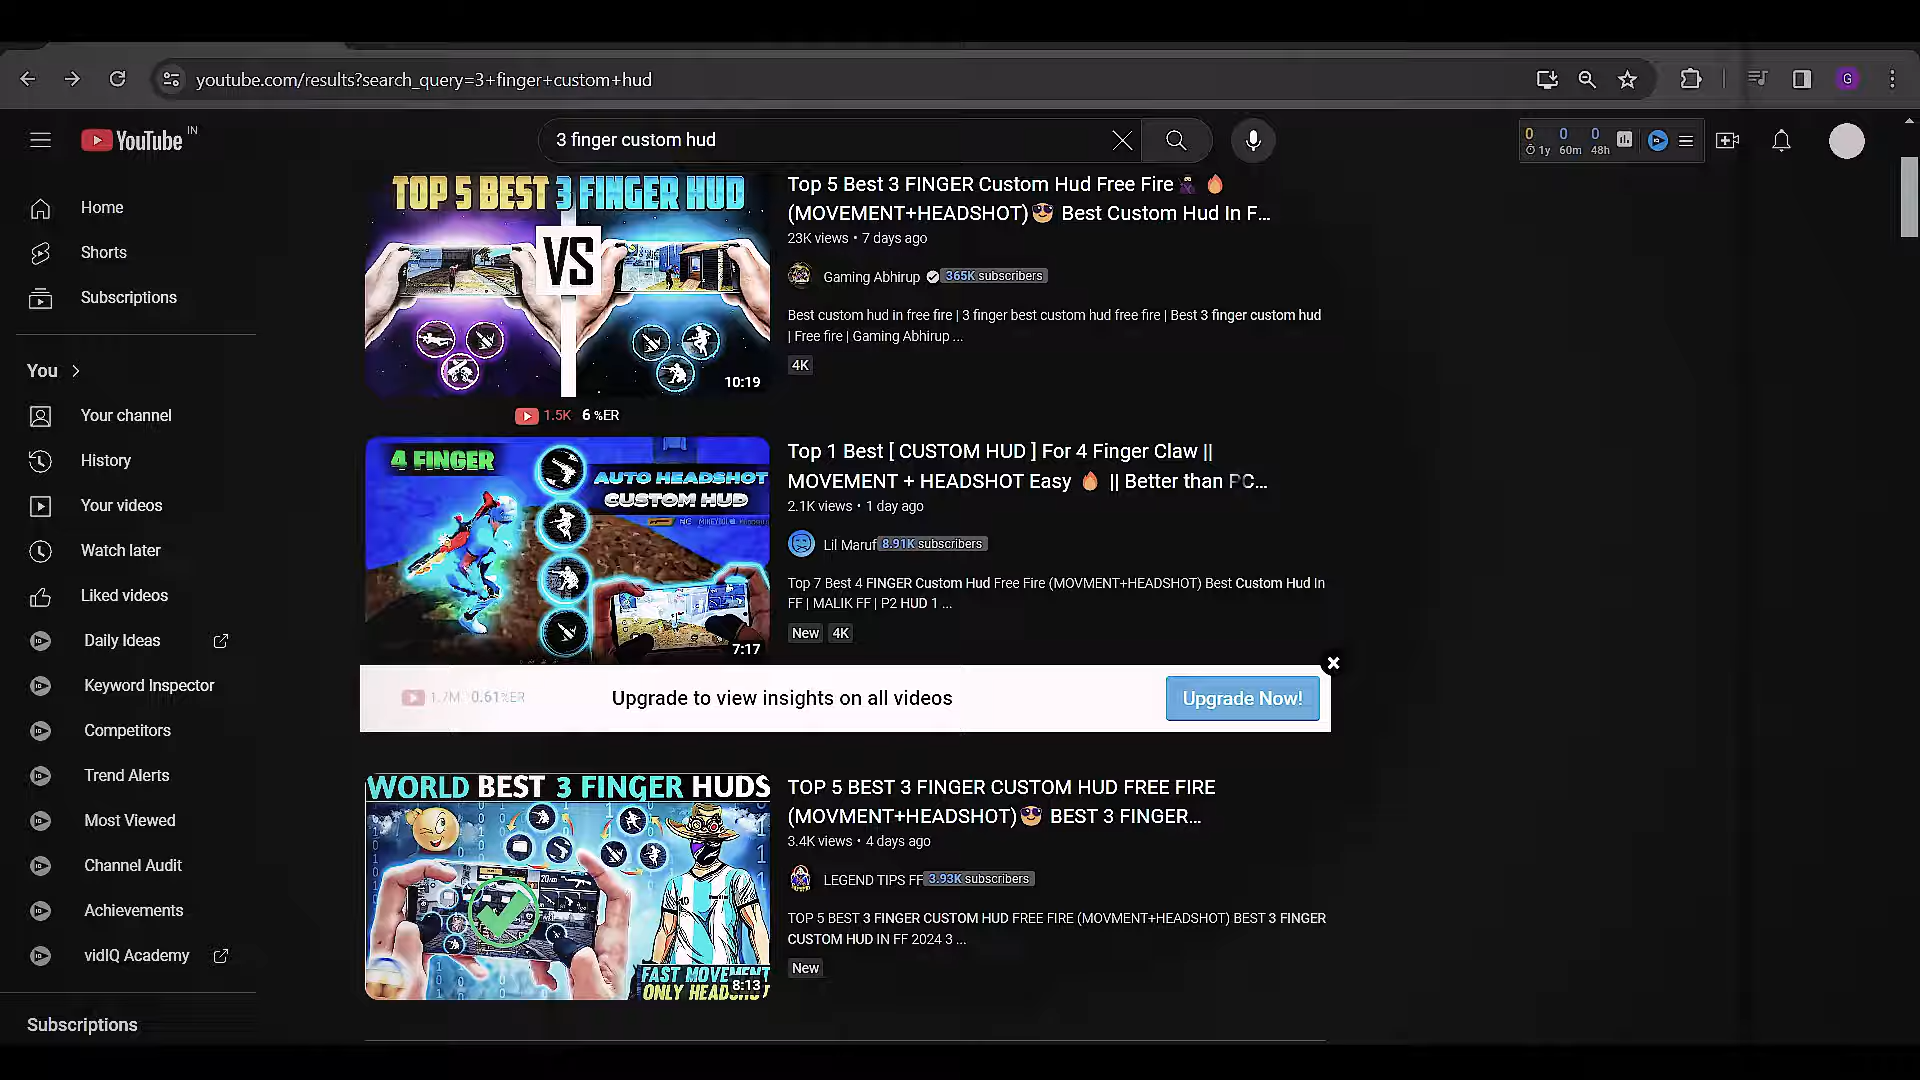 youtube.com/results?search_query=3+finger+custom+hud
G
YouTube IN
3 finger custom hud
0 0 0
1y 60m 48h
Home
Shorts
Subscriptions
You
Your channel
History
Your videos
Watch later
Liked videos
Daily Ideas
Keyword Inspector
Competitors
Trend Alerts
Most Viewed
Channel Audit
Achievements
vidIQ Academy
Subscriptions
TOP 5 BEST 3 FINGER HUD
VS
10:19
Top 5 Best 3 FINGER Custom Hud Free Fire
(MOVEMENT+HEADSHOT) Best Custom Hud In F...
23K views • 7 days ago
Gaming Abhirup 365K subscribers
Best custom hud in free fire | 3 finger best custom hud free fire | Best 3 finger custom hud
| Free fire | Gaming Abhirup ...
4K
1.5K 6 %ER
4 FINGER
AUTO HEADSHOT
CUSTOM HUD
7:17
Top 1 Best [ CUSTOM HUD ] For 4 Finger Claw ||
MOVEMENT + HEADSHOT Easy || Better than PC...
2.1K views • 1 day ago
Lil Maruf 8.91K subscribers
Top 7 Best 4 FINGER Custom Hud Free Fire (MOVMENT+HEADSHOT) Best Custom Hud In
FF | MALIK FF | P2 HUD 1 ...
New 4K
1.7M 0.61%ER
Upgrade to view insights on all videos
Upgrade Now!
WORLD BEST 3 FINGER HUDS
FAST MOVEMENT
ONLY HEADSHOT
8:13
TOP 5 BEST 3 FINGER CUSTOM HUD FREE FIRE
(MOVMENT+HEADSHOT) BEST 3 FINGER...
3.4K views • 4 days ago
LEGEND TIPS FF 3.93K subscribers
TOP 5 BEST 3 FINGER CUSTOM HUD FREE FIRE (MOVMENT+HEADSHOT) BEST 3 FINGER
CUSTOM HUD IN FF 2024 3 ...
New